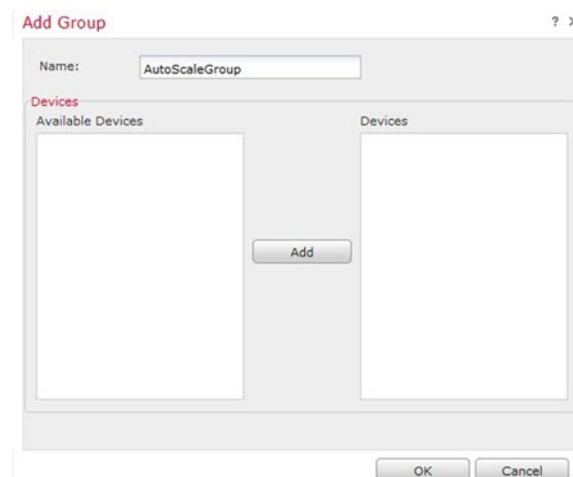 Add Group ?
Name: AutoScaleGroup
Devices
Available Devices Devices
Add
OK Cancel